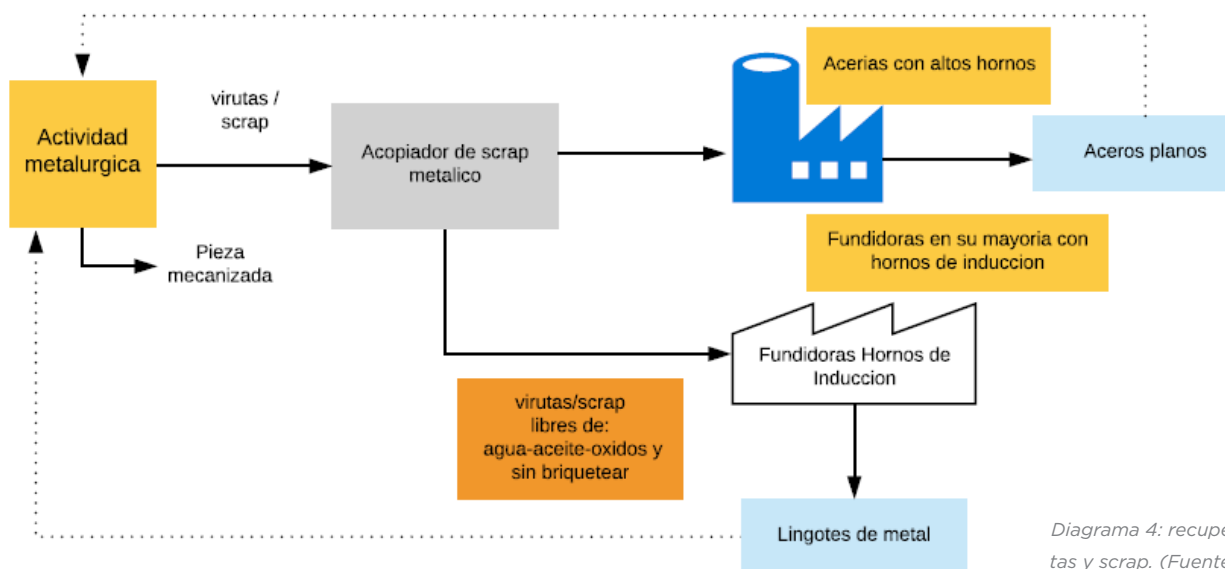 Actividad
metalurgica
virutas /
scrap
Pieza
mecanizada
Acopiador de scrap
metalico
Acerias con altos hornos
Aceros planos
Fundidoras en su mayoria con
hornos de induccion
Fundidoras Hornos de
Induccion
virutas/scrap
libres de:
agua-aceite-oxidos y
sin briquetear
Lingotes de metal
Diagrama 4:
tas y scrap. (Fuente